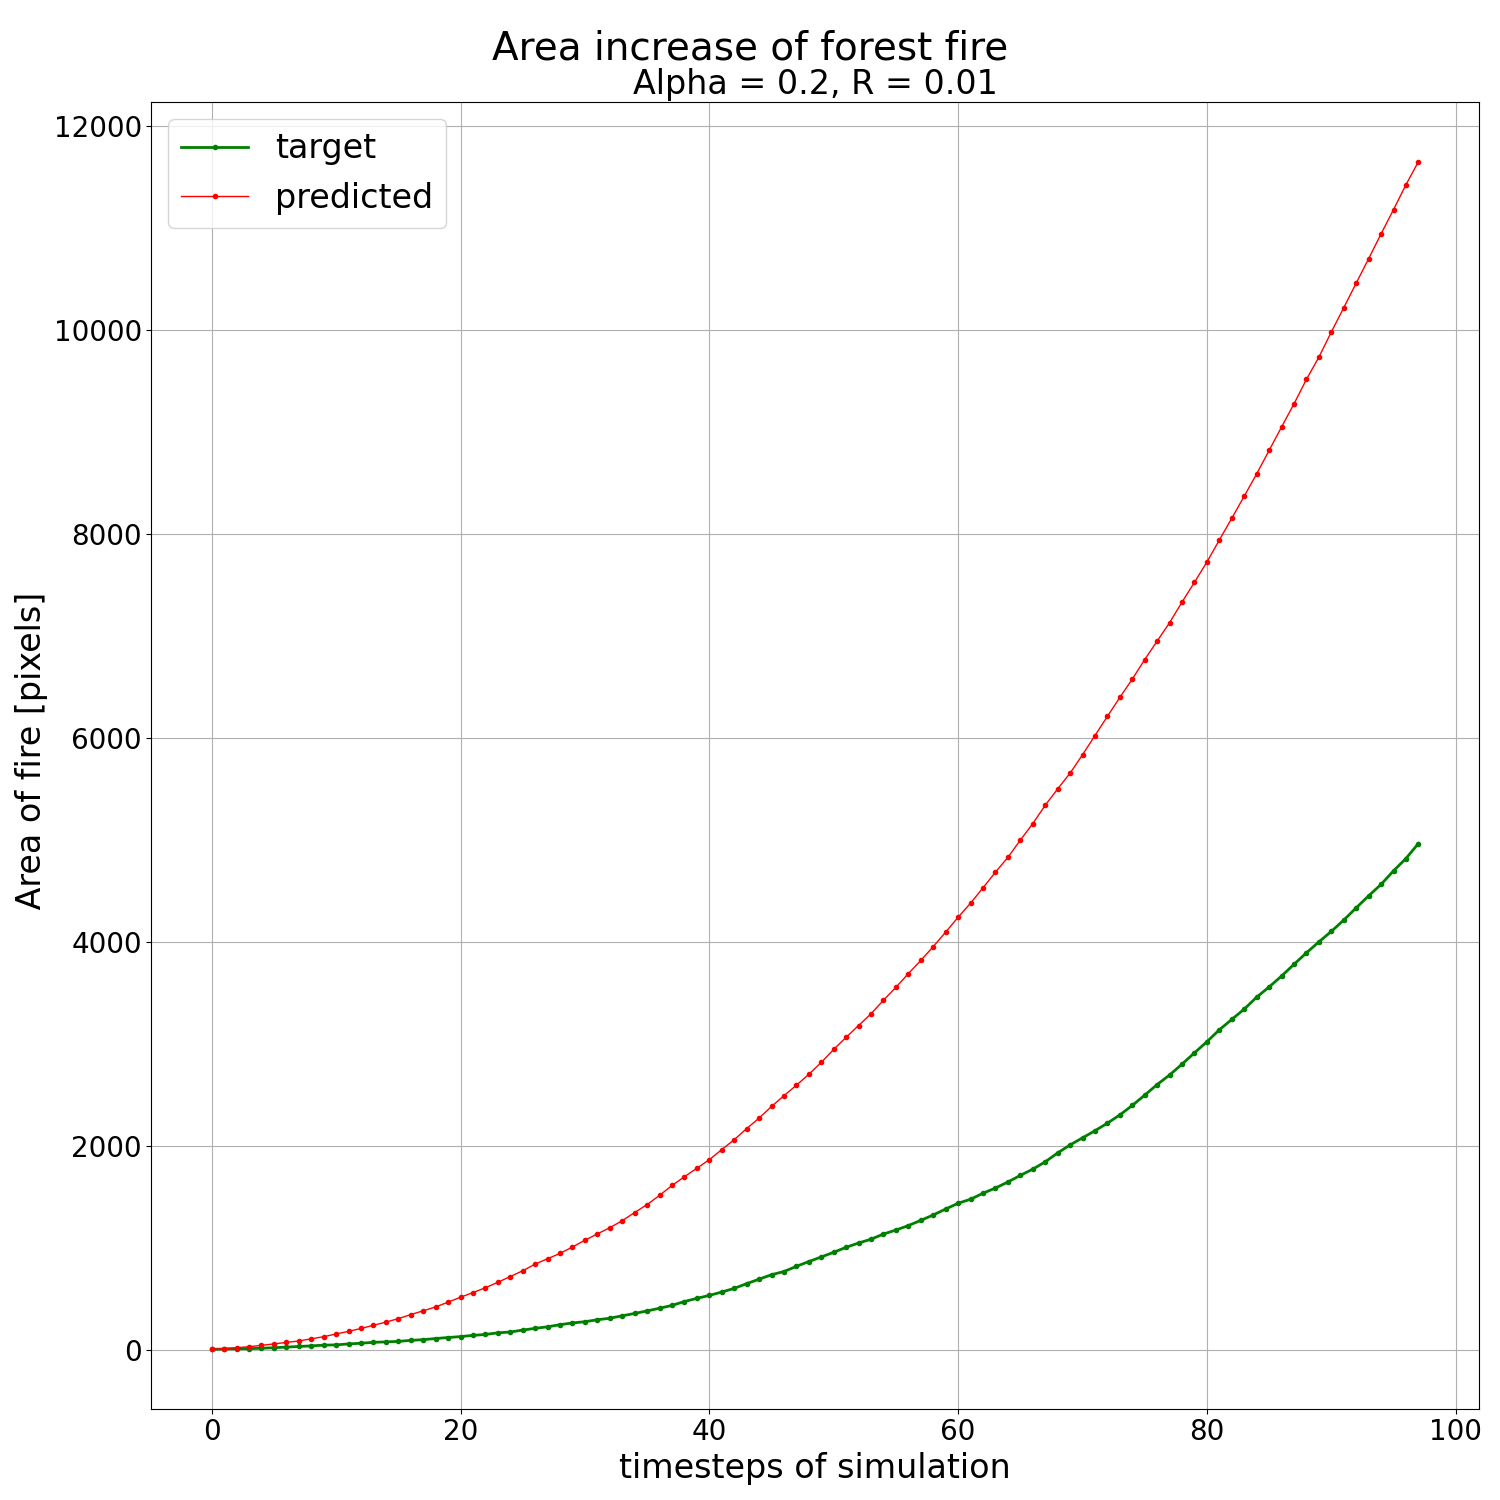 Area increase of forest fire
Alpha = 0.2, R = 0.01
target
predicted
12000
10000
8000
6000
4000
2000
0
Area of fire [pixels]
0 20 40 60 80 100
timesteps of simulation